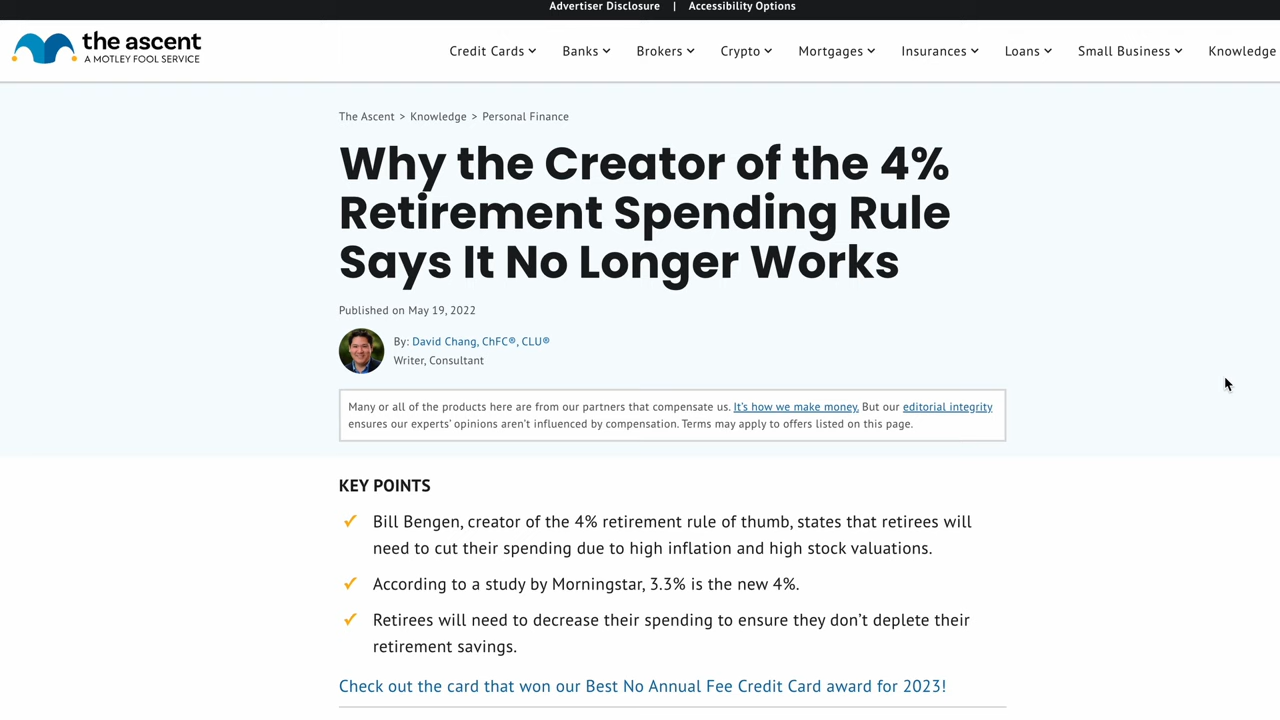 Advertiser Disclosure | Accessibility Options
the ascent
A MOTLEY FOOL SERVICE
Credit Cards Banks Brokers Crypto Mortgages Insurances Loans Small Business Knowledge
The Ascent > Knowledge > Personal Finance
Why the Creator of the 4%
Retirement Spending Rule
Says It No Longer Works
Published on May 19, 2022
By: David Chang, ChFC®, CLU®
Writer, Consultant
Many or all of the products here are from our partners that compensate us. It's how we make money. But our editorial integrity
ensures our experts' opinions aren't influenced by compensation. Terms may apply to offers listed on this page.
KEY POINTS
✓ Bill Bengen, creator of the 4% retirement rule of thumb, states that retirees will
need to cut their spending due to high inflation and high stock valuations.
✓ According to a study by Morningstar, 3.3% is the new 4%.
✓ Retirees will need to decrease their spending to ensure they don't deplete their
retirement savings.
Check out the card that won our Best No Annual Fee Credit Card award for 2023!